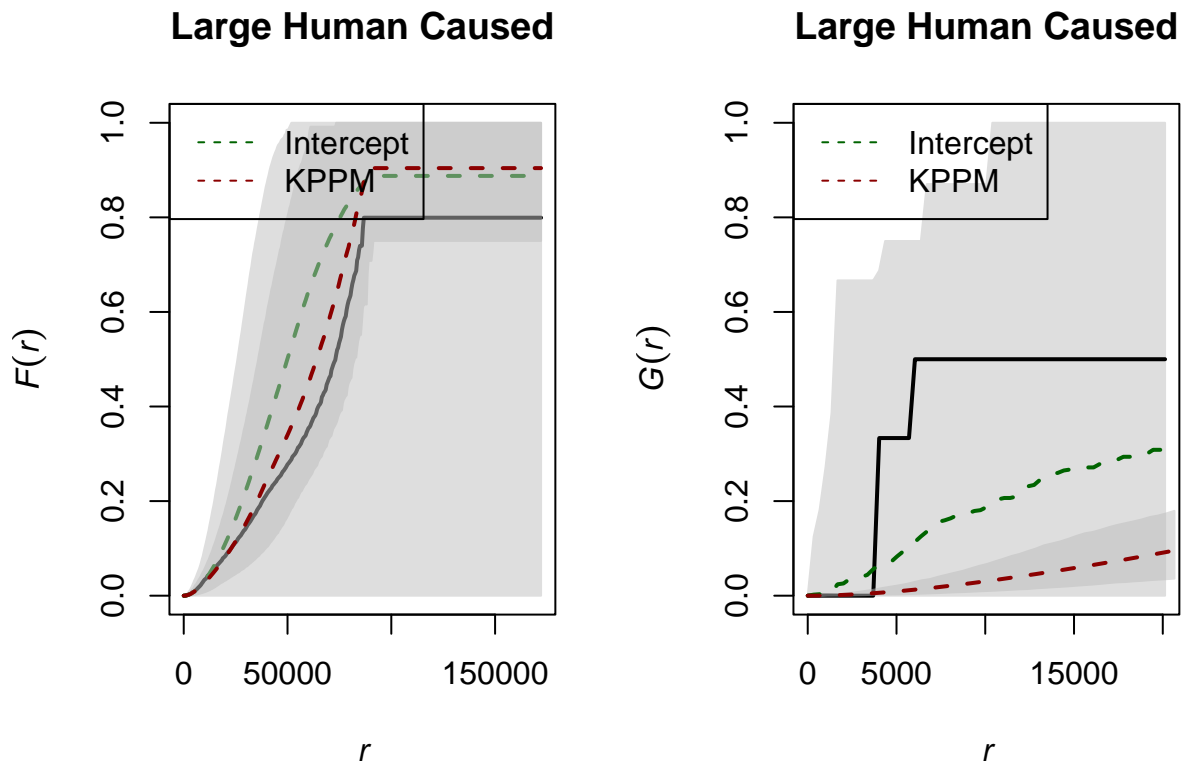 Large Human Caused
Intercept
KPPM
F(r)
0.0
0.2
0.4
0.6
0.8
1.0
0
50000
150000
r
Large Human Caused
Intercept
KPPM
G(r)
0.0
0.2
0.4
0.6
0.8
1.0
0
5000
15000
r